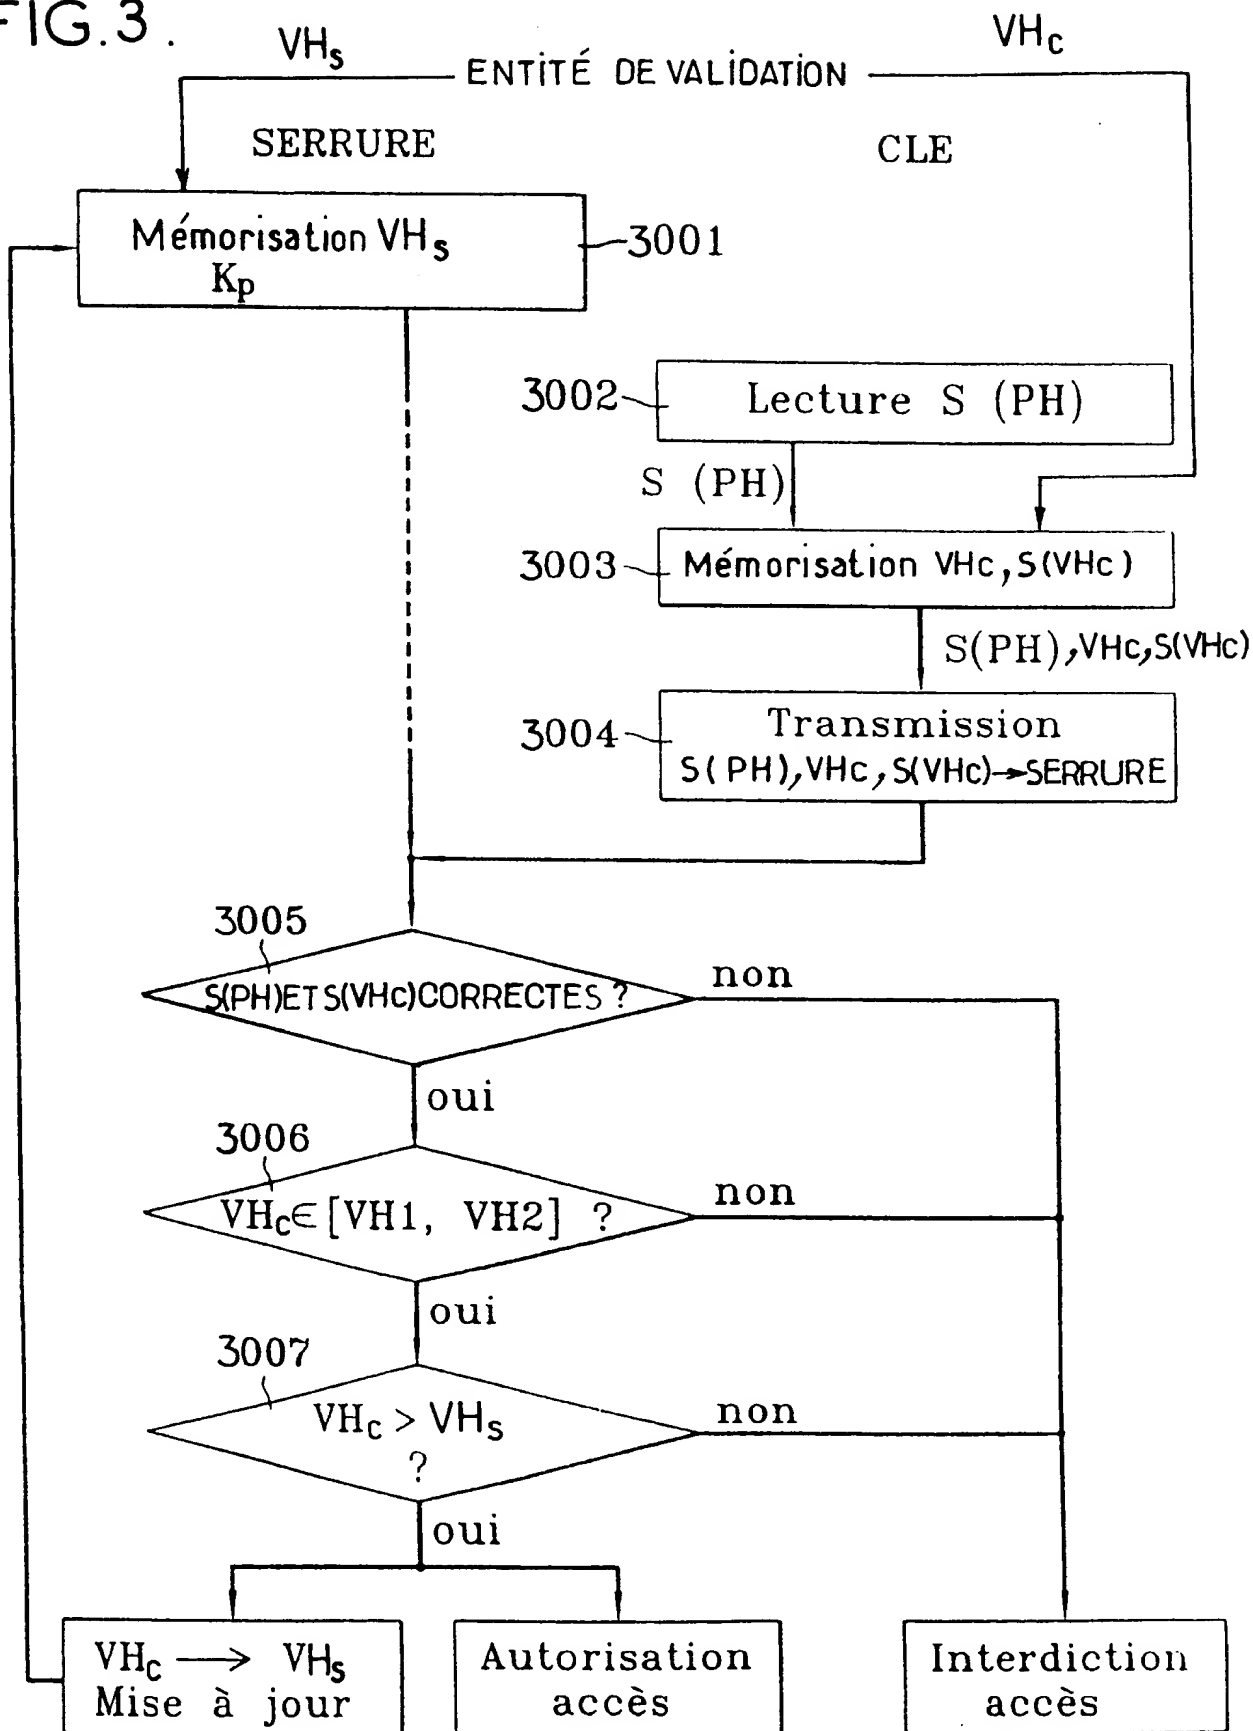 FIG.3.
VHs
VHc
ENTITÉ DE VALIDATION
SERRURE
CLE
Mémorisation VHs
Kp
3001
3002
Lecture S (PH)
S (PH)
3003
Mémorisation VHc, S(VHc)
S(PH), VHc, S(VHc)
3004
Transmission
S(PH), VHc, S(VHc)→SERRURE
3005
S(PH) ET S(VHc) CORRECTES ?
non
oui
3006
VHc∈[VH1, VH2] ?
non
oui
3007
VHc > VHs
?
non
oui
VHc → VHs
Mise à jour
Autorisation
accès
Interdiction
accès